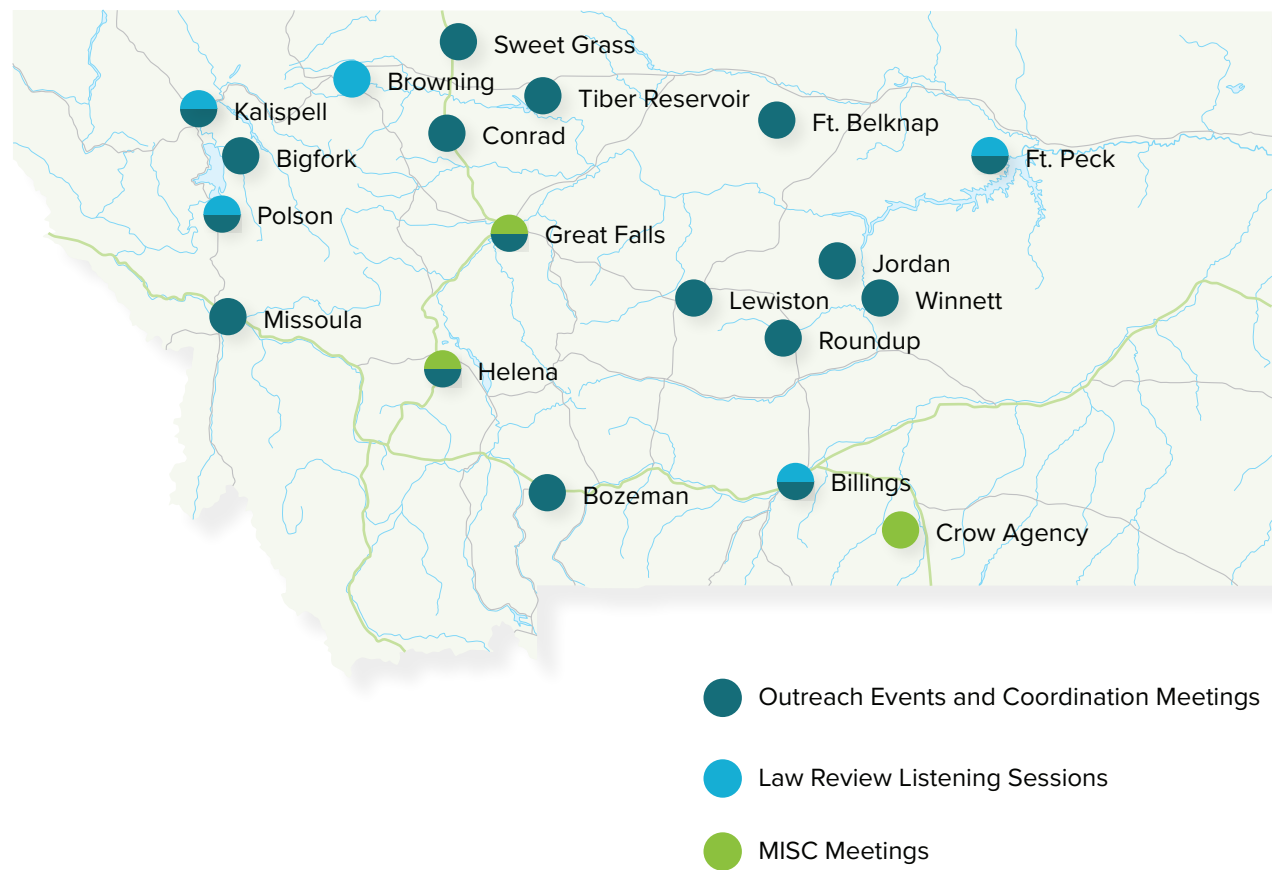 Sweet Grass
Browning
Tiber Reservoir
Kalispell
Ft. Belknap
Conrad
Bigfork
Ft. Peck
Polson
Great Falls
Jordan
Lewiston
Winnett
Missoula
Roundup
Helena
Billings
Bozeman
Crow Agency
Outreach Events and Coordination Meetings
Law Review Listening Sessions
MISC Meetings